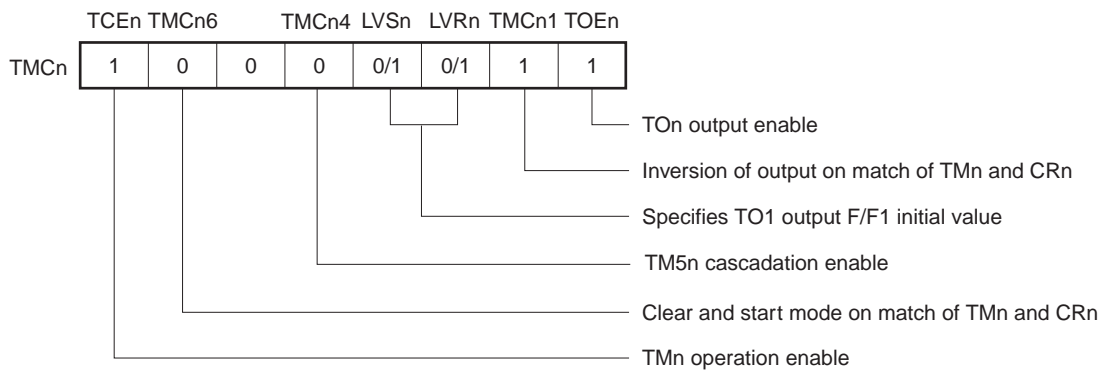 TCEn TMCn6 TMCn4 LVSn LVRn TMCn1 TOEn
TMCn 1 0 0 0 0/1 0/1 1 1
TOn output enable
Inversion of output on match of TMn and CRn
Specifies TO1 output F/F1 initial value
TM5n cascadation enable
Clear and start mode on match of TMn and CRn
TMn operation enable